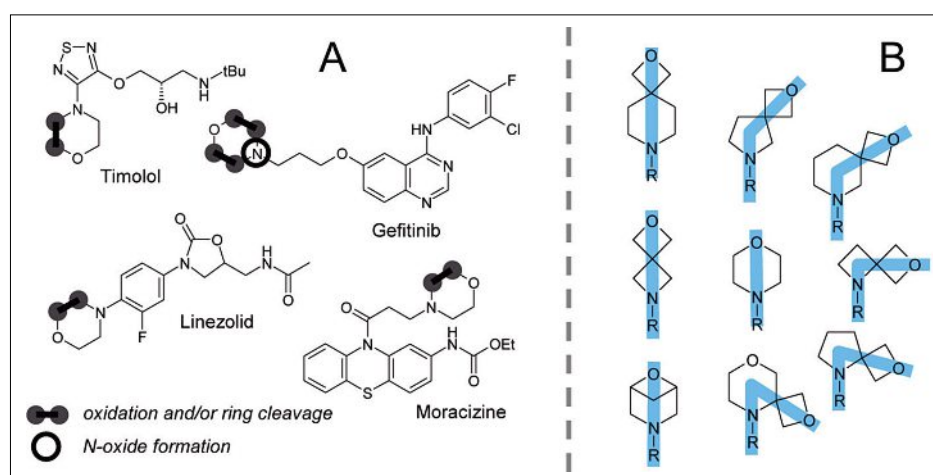 A
S
N
N
O
H
N
tBu
OH
N
O
Timolol
O
N
O
F
Cl
HN
N
N
Gefitinib
O
O
N
H
N
O
N
O
F
Linezolid
O
N
O
N
H
N
OEt
O
S
Moracizine
oxidation and/or ring cleavage
N-oxide formation
B
O
N
R
O
N
R
O
N
R
O
N
R
O
N
R
O
N
R
O
N
R
O
N
O
R
O
N
R